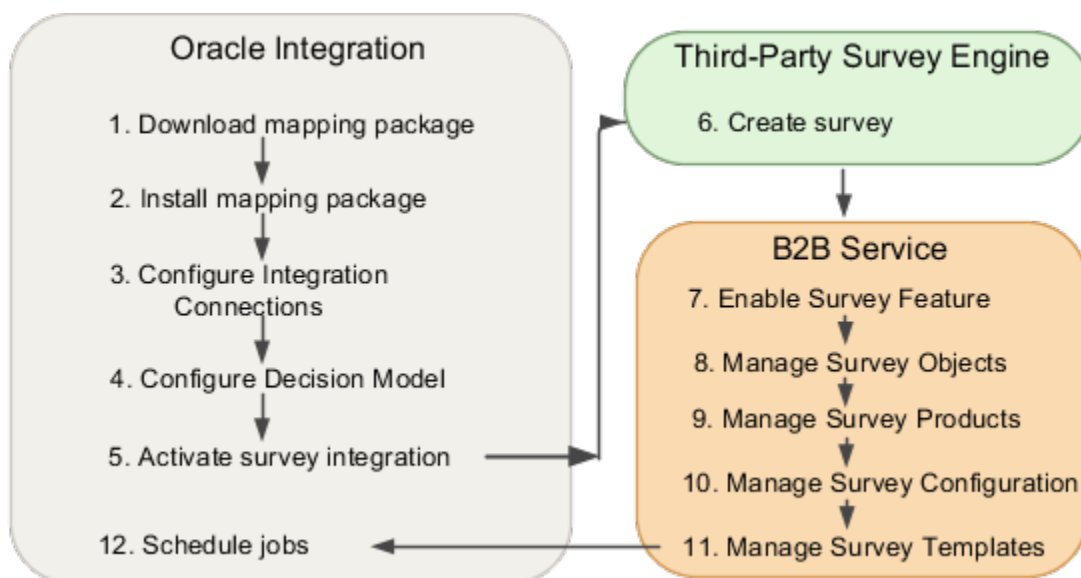 Oracle Integration
1. Download mapping package
2. Install mapping package
3. Configure Integration
Connections
4. Configure Decision Model
5. Activate survey integration
12. Schedule jobs
Third-Party Survey Engine
6. Create survey
B2B Service
7. Enable Survey Feature
8. Manage Survey Objects
9. Manage Survey Products
10. Manage Survey Configuration
11. Manage Survey Templates